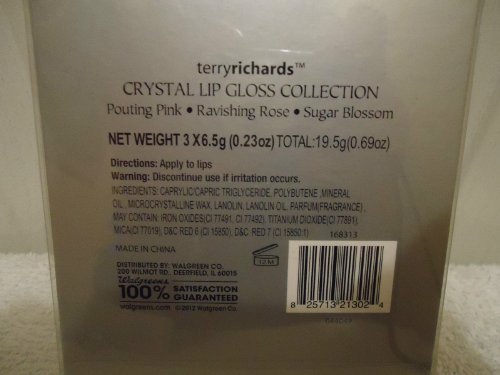 terryrichards™
CRYSTAL LIP GLOSS COLLECTION
Pouting Pink • Ravishing Rose • Sugar Blossom
NET WEIGHT 3 X 6.5g (0.23oz) TOTAL:19.5g(0.69oz)
Directions: Apply to lips
Warning: Discontinue use if irritation occurs.
INGREDIENTS: CAPRYLIC/CAPRIC TRIGLYCERIDE, POLYBUTENE, MINERAL
OIL, MICROCRYSTALLINE WAX, LANOLIN, LANOLIN OIL, PARFUM(FRAGRANCE),
MAY CONTAIN: IRON OXIDES(CI 77491, CI 77492), TITANIUM DIOXIDE(CI 77891),
MICA(CI 77019), D&C RED 6 (CI 15850), D&C RED 7 (CI 15850:1)
168313
MADE IN CHINA
12 M
DISTRIBUTED BY: WALGREEN CO.
200 WILMOT RD., DEERFIELD, IL 60015
Walgreens
100% SATISFACTION
GUARANTEED
walgreens.com © 2012 Walgreen Co.
8 25713 21302 4